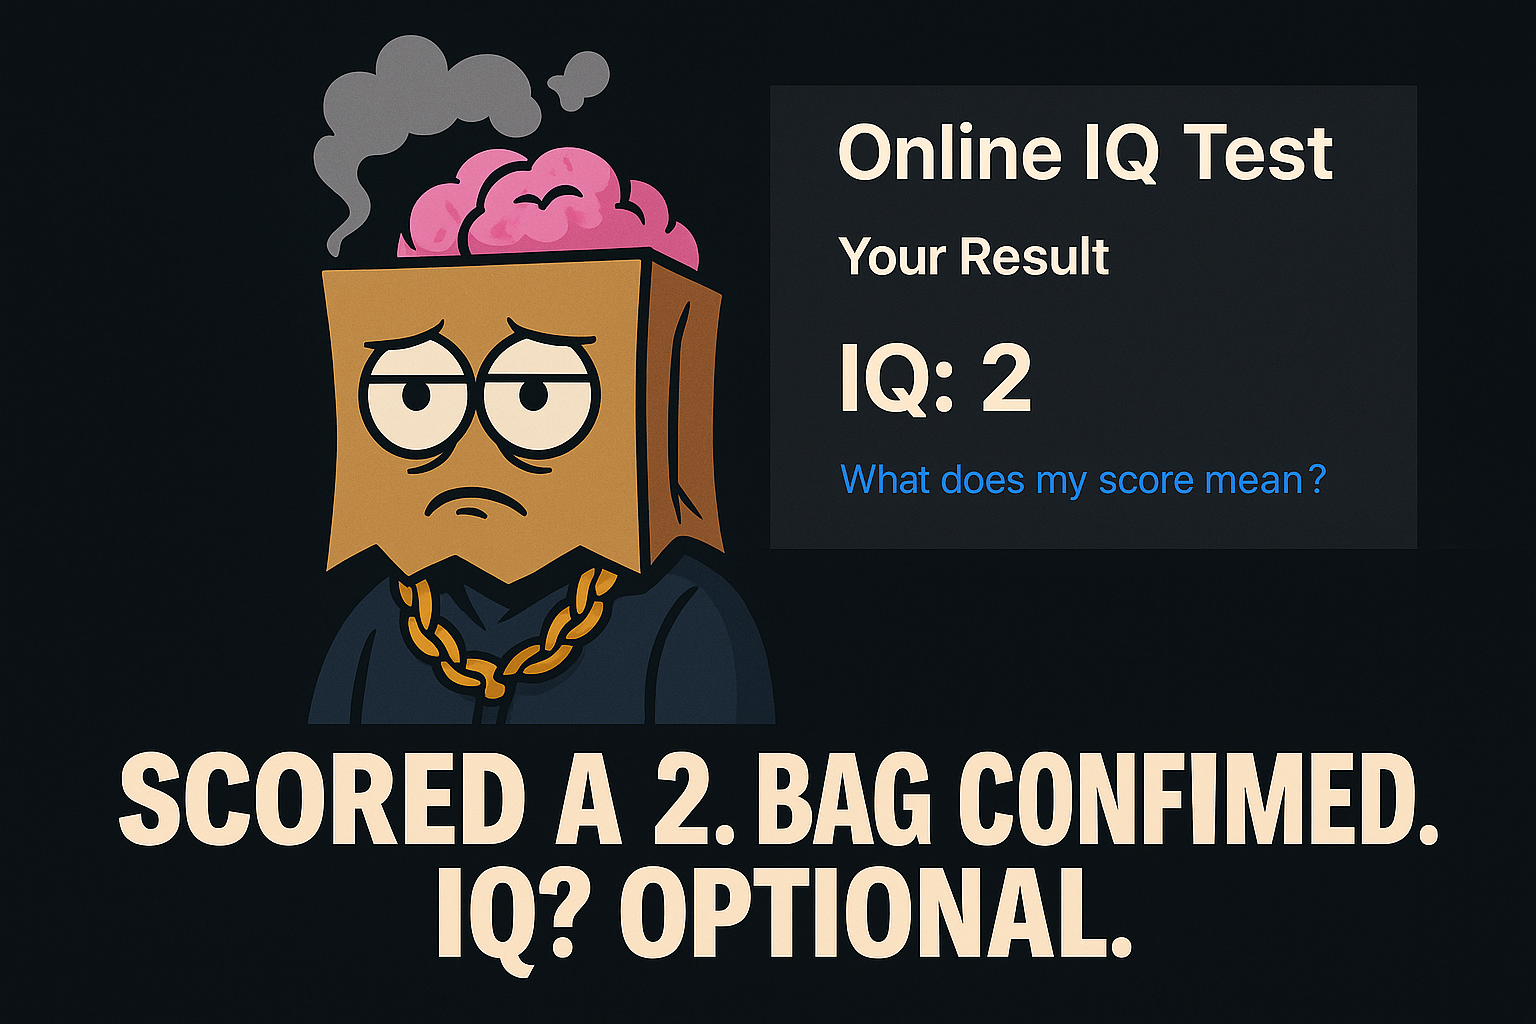 Online IQ Test
Your Result
IQ: 2
What does my score mean?
SCORED A 2. BAG CONFIMED.
IQ? OPTIONAL.